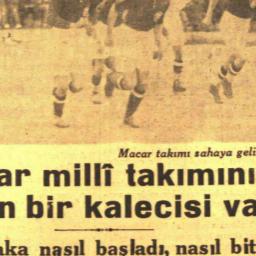 Macar takımı sahaya geli
ar millî takımını
n bir kalecisi va
aka nasıl başladı, nasıl bit